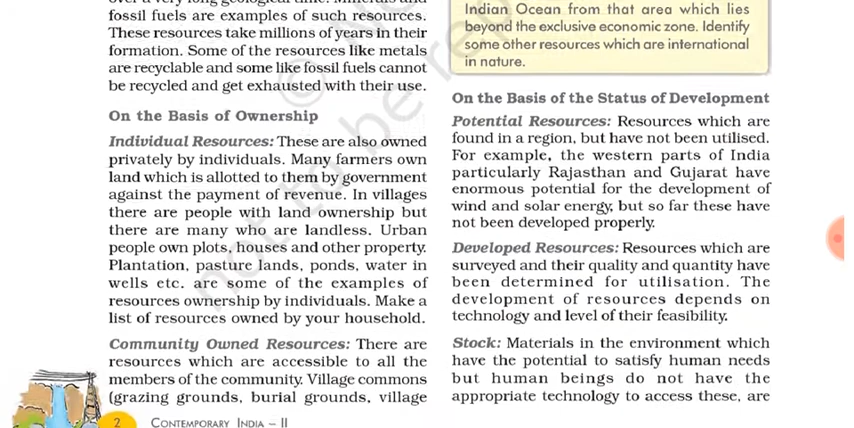 over a very long geological time. Minerals and
fossil fuels are examples of such resources.
These resources take millions of years in their
formation. Some of the resources like metals
are recyclable and some like fossil fuels cannot
be recycled and get exhausted with their use.
On the Basis of Ownership
Individual Resources: These are also owned
privately by individuals. Many farmers own
land which is allotted to them by government
against the payment of revenue. In villages
there are people with land ownership but
there are many who are landless. Urban
people own plots, houses and other property.
Plantation, pasture lands, ponds, water in
wells etc. are some of the examples of
resources ownership by individuals. Make a
list of resources owned by your household.
Community Owned Resources: There are
resources which are accessible to all the
members of the community. Village commons
(grazing grounds, burial grounds, village
Indian Ocean from that area which lies
beyond the exclusive economic zone. Identify
some other resources which are international
in nature.
On the Basis of the Status of Development
Potential Resources: Resources which are
found in a region, but have not been utilised.
For example, the western parts of India
particularly Rajasthan and Gujarat have
enormous potential for the development of
wind and solar energy, but so far these have
not been developed properly.
Developed Resources: Resources which are
surveyed and their quality and quantity have
been determined for utilisation. The
development of resources depends on
technology and level of their feasibility.
Stock: Materials in the environment which
have the potential to satisfy human needs
but human beings do not have the
appropriate technology to access these, are
2 CONTEMPORARY INDIA – II
not to be rep